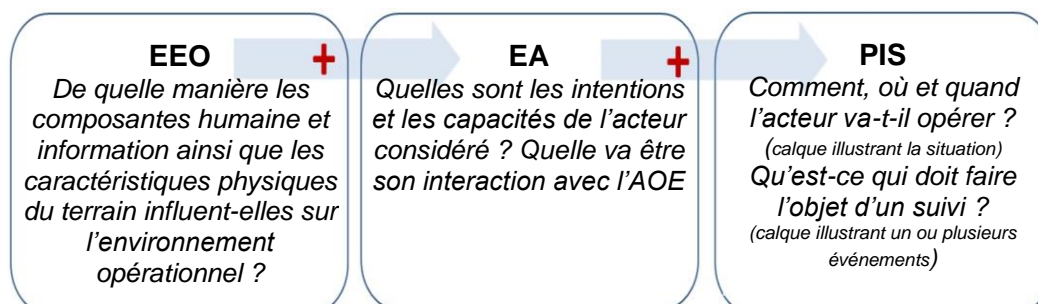 EEO +
De quelle manière les
composantes humaine et
information ainsi que les
caractéristiques physiques
du terrain influent-elles sur
l'environnement
opérationnel ?
EA +
Quelles sont les intentions
et les capacités de l'acteur
considéré ? Quelle va être
son interaction avec l'AOE
PIS
Comment, où et quand
l'acteur va-t-il opérer ?
(calque illustrant la situation)
Qu'est-ce qui doit faire
l'objet d'un suivi ?
(calque illustrant un ou plusieurs
événements)